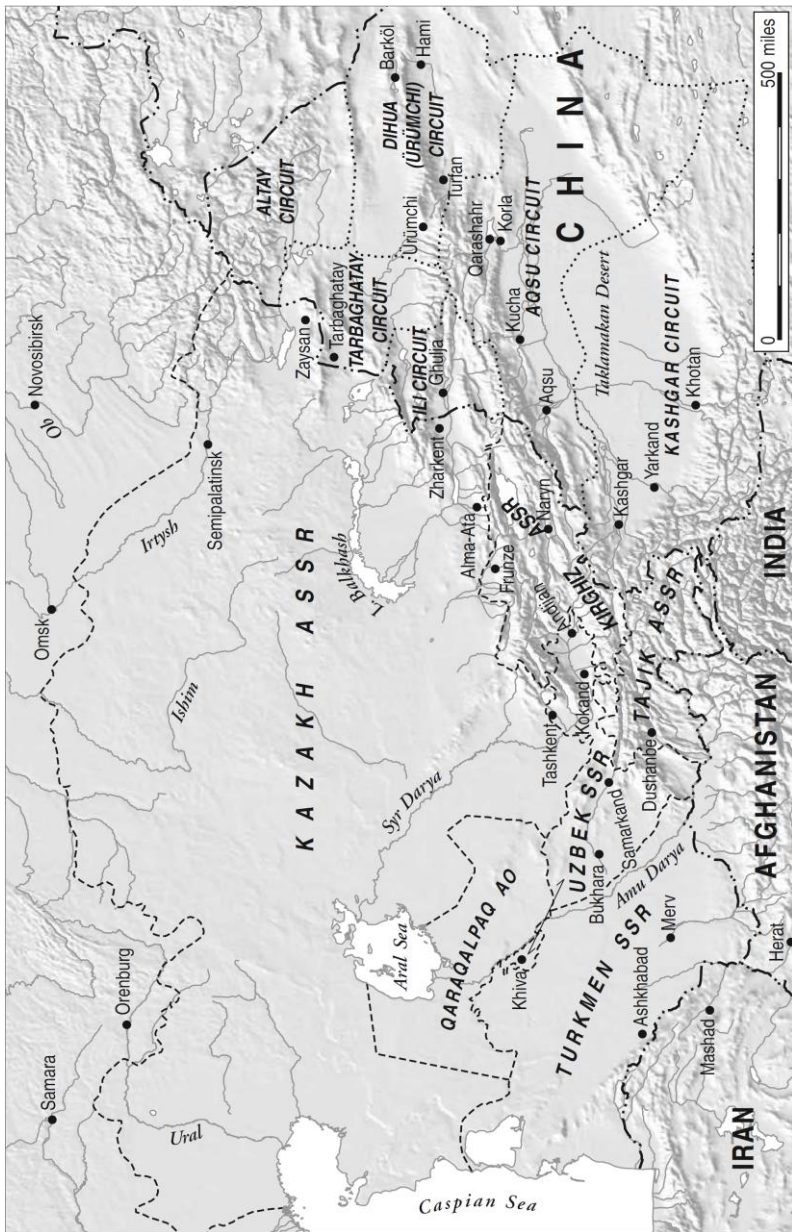 Samara
Orenburg
Ural
Omsk
Novosibirsk
Ob
Irtysh
Ishim
Semipalatinsk
KAZAKH ASSR
L. Balkhash
Aral Sea
Syr Darya
Caspian Sea
QARAQALPAQ AO
Khiva
TURKMEN SSR
Ashkhabad
Merv
Amu Darya
UZBEK SSR
Bukhara
Samarkand
Tashkent
Kokand
Andijan
Dushanbe
TAJIK ASSR
KIRGHIZ
ASSR
Frunze
Alma-Ata
Naryn
Zharkent
Zaysan
Tarbaghatay
TARBAGHATAY
CIRCUIT
ALTAY
CIRCUIT
ILI CIRCUIT
Ghulja
DIHUA
(ÜRÜMCHI)
CIRCUIT
Barköl
Hami
Turfan
Ürümchi
Qarashahr
Korla
Kucha
AQSU CIRCUIT
Aqsu
Taklamakan Desert
Kashgar
Yarkand
KASHGAR CIRCUIT
Khotan
CHINA
INDIA
AFGHANISTAN
Herat
Mashad
IRAN
0
500 miles